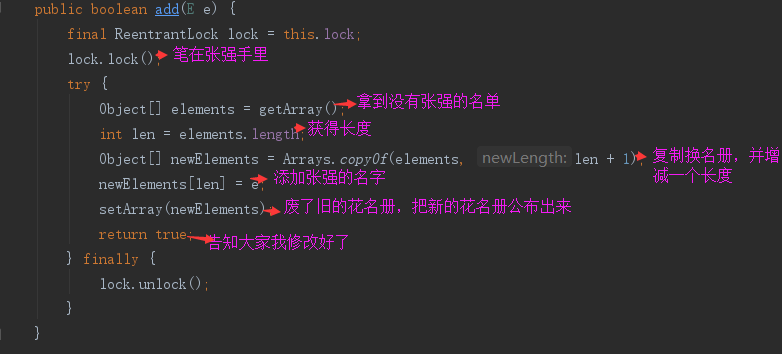 public boolean add(E e) {
final ReentrantLock lock = this.lock;
lock.lock(); 笔在张强手里
try {
Object[] elements = getArray(); 拿到没有张强的名单
int len = elements.length; 获得长度
Object[] newElements = Arrays.copyOf(elements, newLength: len + 1); 复制换名册，并增
减一个长度
newElements[len] = e; 添加张强的名字
setArray(newElements) 废了旧的花名册，把新的花名册公布出来
return true; 告知大家我修改好了
} finally {
lock.unlock();
}
}